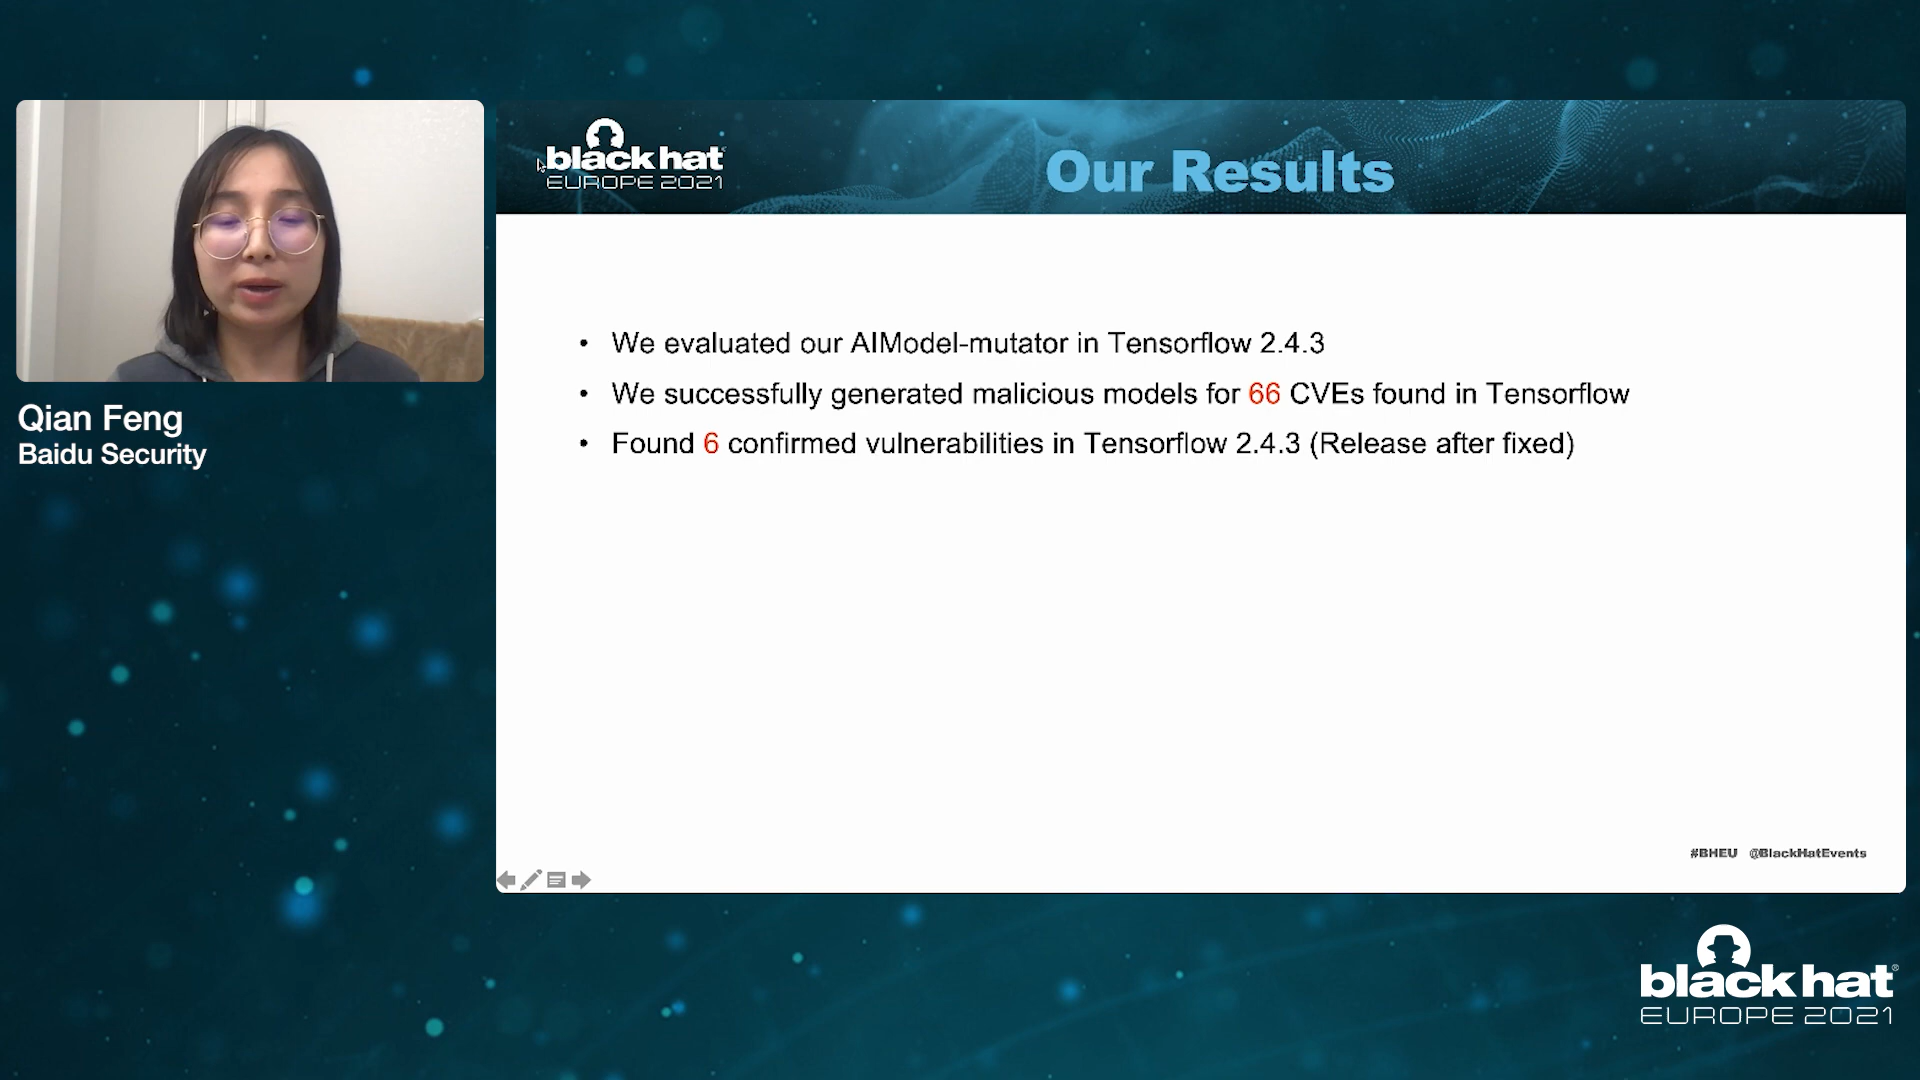 black hat
EUROPE 2021
Our Results
Qian Feng
Baidu Security
• We evaluated our AIModel-mutator in Tensorflow 2.4.3
• We successfully generated malicious models for 66 CVEs found in Tensorflow
• Found 6 confirmed vulnerabilities in Tensorflow 2.4.3 (Release after fixed)
#BHEU @BlackHatEvents
black hat®
EUROPE 2021